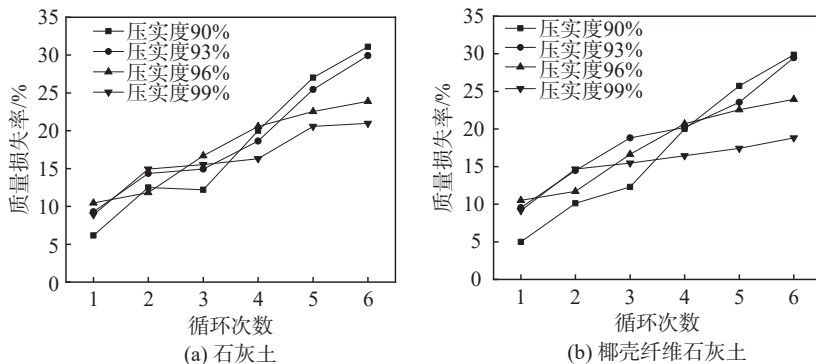 35
30
25
20
15
10
5
0
质量损失率/%
压实度90%
压实度93%
压实度96%
压实度99%
1 2 3 4 5 6
循环次数
(a) 石灰土
35
30
25
20
15
10
5
0
质量损失率/%
压实度90%
压实度93%
压实度96%
压实度99%
1 2 3 4 5 6
循环次数
(b) 椰壳纤维石灰土